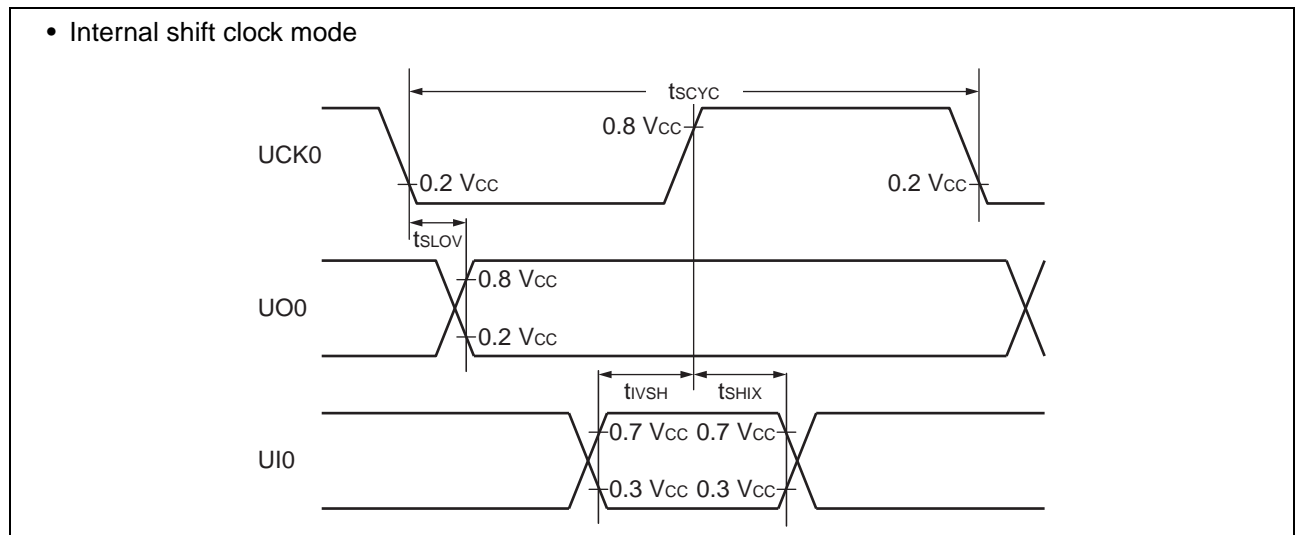 • Internal shift clock mode
tSCYC
0.8 VCC
UCK0
0.2 VCC
0.2 VCC
tSLOV
0.8 VCC
UO0
0.2 VCC
tIVSH
tSHIX
0.7 VCC
0.7 VCC
UI0
0.3 VCC
0.3 VCC